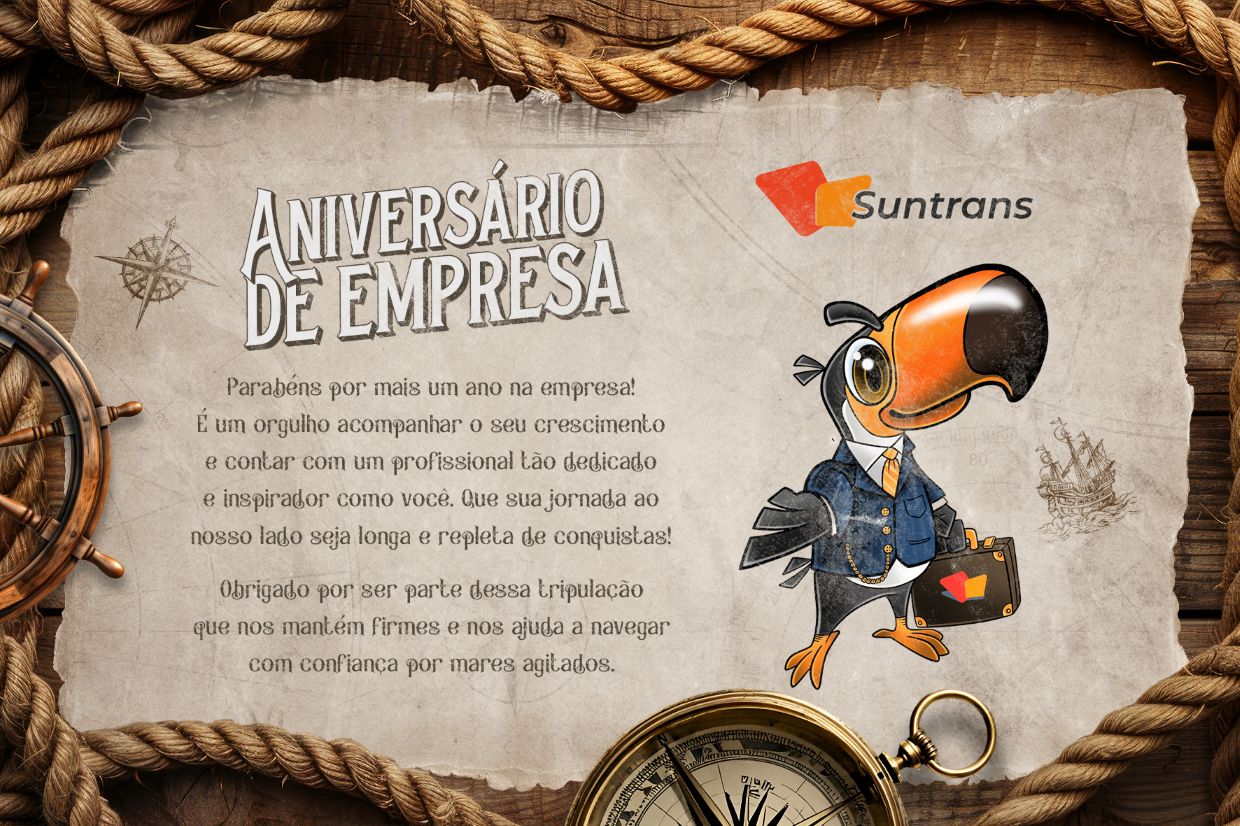 ANIVERSÁRIO
DE EMPRESA
Suntrans
Parabéns por mais um ano na empresa!
É um orgulho acompanhar o seu crescimento
e contar com um profissional tão dedicado
e inspirador como você. Que sua jornada ao
nosso lado seja longa e repleta de conquistas!
Obrigado por ser parte dessa tripulação
que nos mantém firmes e nos ajuda a navegar
com confiança por mares agitados.